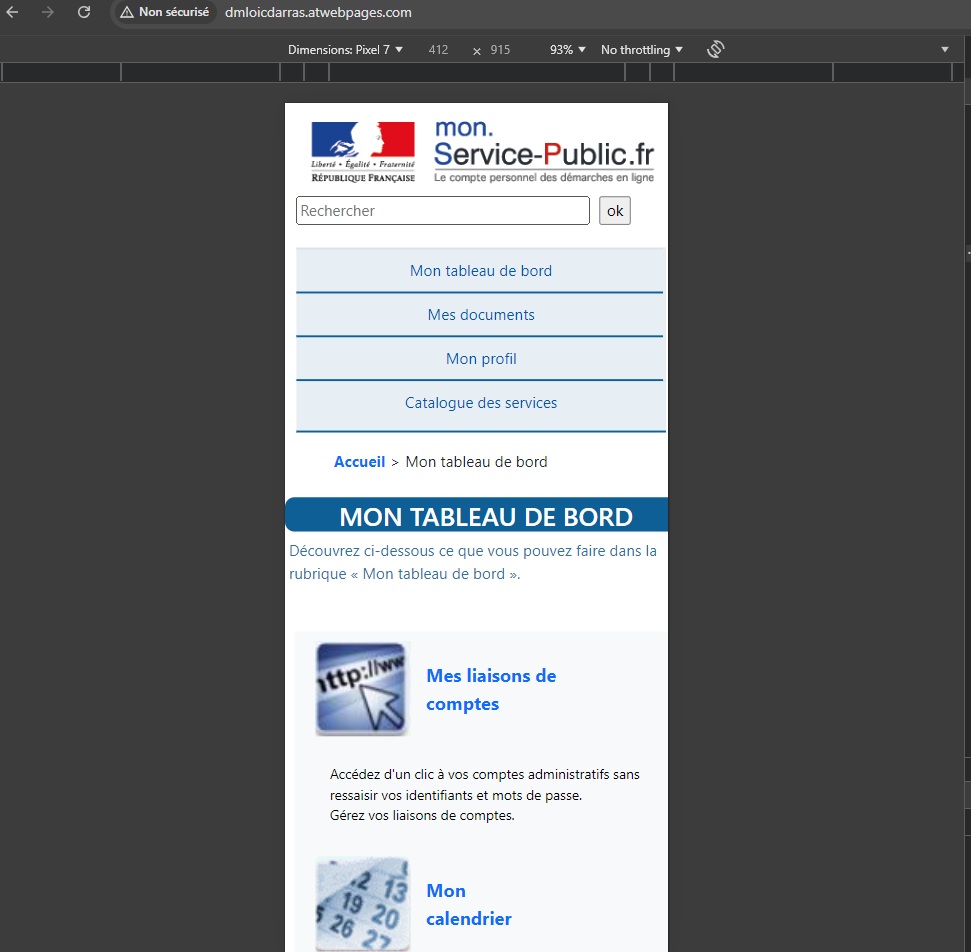 Non sécurisé dmloicdarras.atwebpages.com
Dimensions: Pixel 7 412 × 915 93% No throttling
mon.
Service-Public.fr
Liberté • Égalité • Fraternité
RÉPUBLIQUE FRANÇAISE
Le compte personnel des démarches en ligne
Rechercher ok
Mon tableau de bord
Mes documents
Mon profil
Catalogue des services
Accueil > Mon tableau de bord
MON TABLEAU DE BORD
Découvrez ci-dessous ce que vous pouvez faire dans la
rubrique « Mon tableau de bord ».
http://ww
Mes liaisons de
comptes
Accédez d'un clic à vos comptes administratifs sans
ressaisir vos identifiants et mots de passe.
Gérez vos liaisons de comptes.
12 13
19 20
26 27
Mon
calendrier